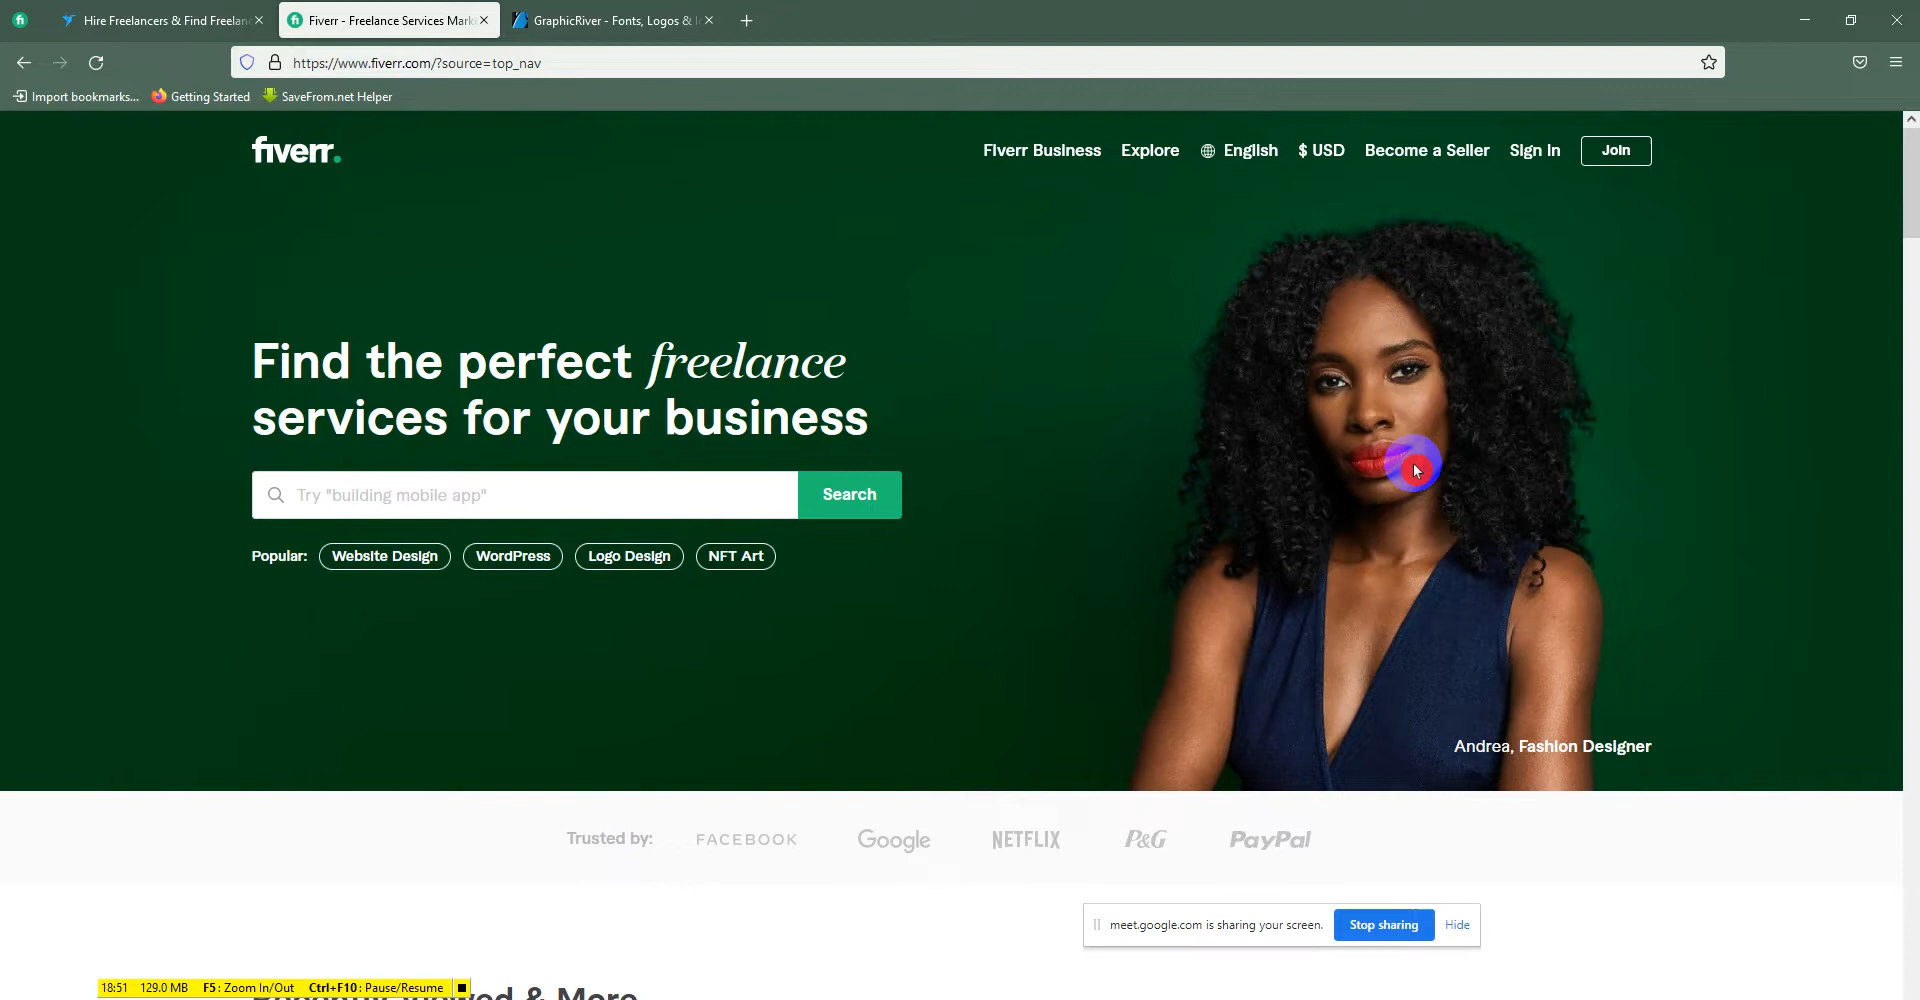 Hire Freelancers & Find Freelan
Fiverr - Freelance Services Mark
GraphicRiver - Fonts, Logos &
https://www.fiverr.com/?source=top_nav
Import bookmarks...
Getting Started
SaveFrom.net Helper
fiverr.
Fiverr Business
Explore
English
$ USD
Become a Seller
Sign In
Join
Find the perfect freelance
services for your business
Try "building mobile app"
Search
Popular:
Website Design
WordPress
Logo Design
NFT Art
Andrea, Fashion Designer
Trusted by:
FACEBOOK
Google
NETFLIX
P&G
PayPal
meet.google.com is sharing your screen.
Stop sharing
Hide
18:51 129.0 MB F5: Zoom In/Out Ctrl+F10: Pause/Resume
& More